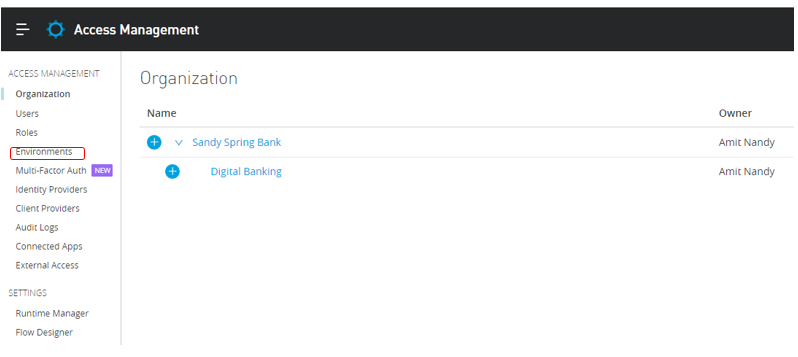 Access Management
ACCESS MANAGEMENT
Organization
Users
Roles
Environments
Multi-Factor Auth NEW
Identity Providers
Client Providers
Audit Logs
Connected Apps
External Access
SETTINGS
Runtime Manager
Flow Designer
Organization
Name Owner
Sandy Spring Bank Amit Nandy
Digital Banking Amit Nandy